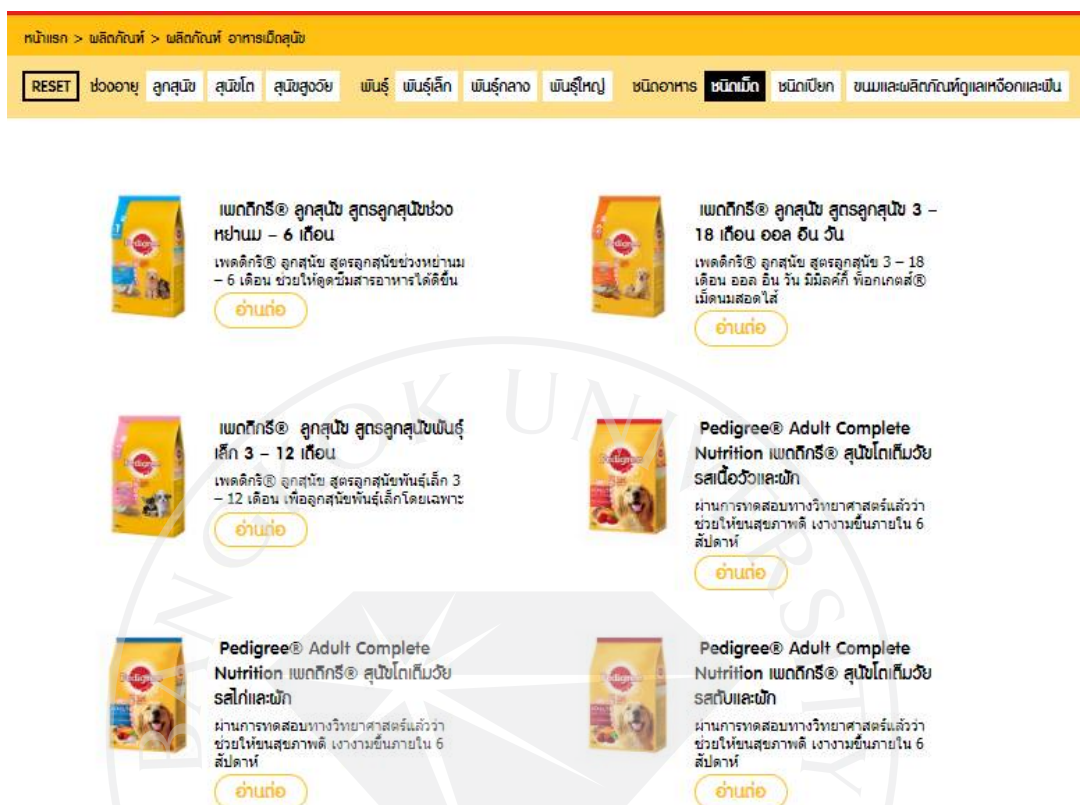 หน้าแรก > ผลิตภัณฑ์ > ผลิตภัณฑ์ อาหารเม็ดสุนัข
RESET ช่วงอายุ ลูกสุนัข สุนัขโต สุนัขสูงวัย พันธุ์ พันธุ์เล็ก พันธุ์กลาง พันธุ์ใหญ่ ชนิดอาหาร ชนิดเม็ด ชนิดเปียก ขนมและผลิตภัณฑ์ดูแลเหงือกและฟัน
เพดดิกรี® ลูกสุนัข สูตรลูกสุนัขช่วง
หย่านม – 6 เดือน
เพดดิกรี® ลูกสุนัข สูตรลูกสุนัขช่วงหย่านม
– 6 เดือน ช่วยให้ดูดซึมสารอาหารได้ดีขึ้น
อ่านต่อ
เพดดิกรี® ลูกสุนัข สูตรลูกสุนัข 3 –
18 เดือน ออล อิน วัน
เพดดิกรี® ลูกสุนัข สูตรลูกสุนัข 3 – 18
เดือน ออล อิน วัน มิมิลค์กี้ พ็อกเกตส์®
เม็ดนมสอดไส้
อ่านต่อ
เพดดิกรี® ลูกสุนัข สูตรลูกสุนัขพันธุ์
เล็ก 3 – 12 เดือน
เพดดิกรี® ลูกสุนัข สูตรลูกสุนัขพันธุ์เล็ก 3
– 12 เดือน เพื่อลูกสุนัขพันธุ์เล็กโดยเฉพาะ
อ่านต่อ
Pedigree® Adult Complete
Nutrition เพดดิกรี® สุนัขโตเต็มวัย
รสเนื้อวัวและผัก
ผ่านการทดสอบทางวิทยาศาสตร์แล้วว่า
ช่วยให้ขนสุขภาพดี เงางามขึ้นภายใน 6
สัปดาห์
อ่านต่อ
Pedigree® Adult Complete
Nutrition เพดดิกรี® สุนัขโตเต็มวัย
รสไก่และผัก
ผ่านการทดสอบทางวิทยาศาสตร์แล้วว่า
ช่วยให้ขนสุขภาพดี เงางามขึ้นภายใน 6
สัปดาห์
อ่านต่อ
Pedigree® Adult Complete
Nutrition เพดดิกรี® สุนัขโตเต็มวัย
รสตับและผัก
ผ่านการทดสอบทางวิทยาศาสตร์แล้วว่า
ช่วยให้ขนสุขภาพดี เงางามขึ้นภายใน 6
สัปดาห์
อ่านต่อ
BANGKOK UNIVERSITY